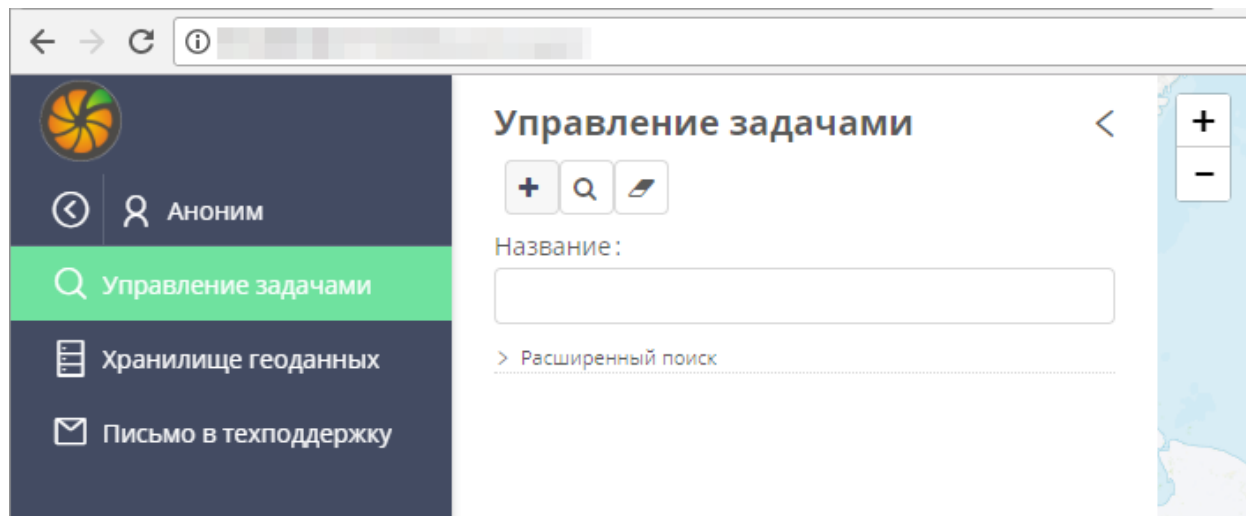 Управление задачами
Аноним
Название:
Управление задачами
Хранилище геоданных
> Расширенный поиск
Письмо в техподдержку